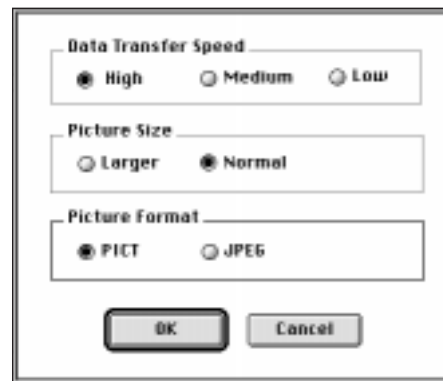 Data Transfer Speed
High Medium Low
Picture Size
Larger Normal
Picture Format
PICT JPEG
OK Cancel